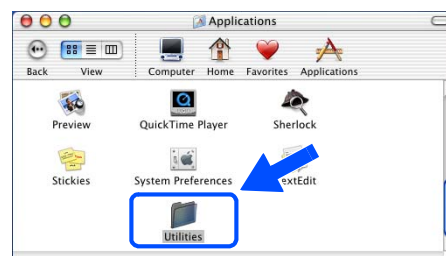 Applications
Back View Computer Home Favorites Applications
Preview QuickTime Player Sherlock
Stickies System Preferences extEdit
Utilities